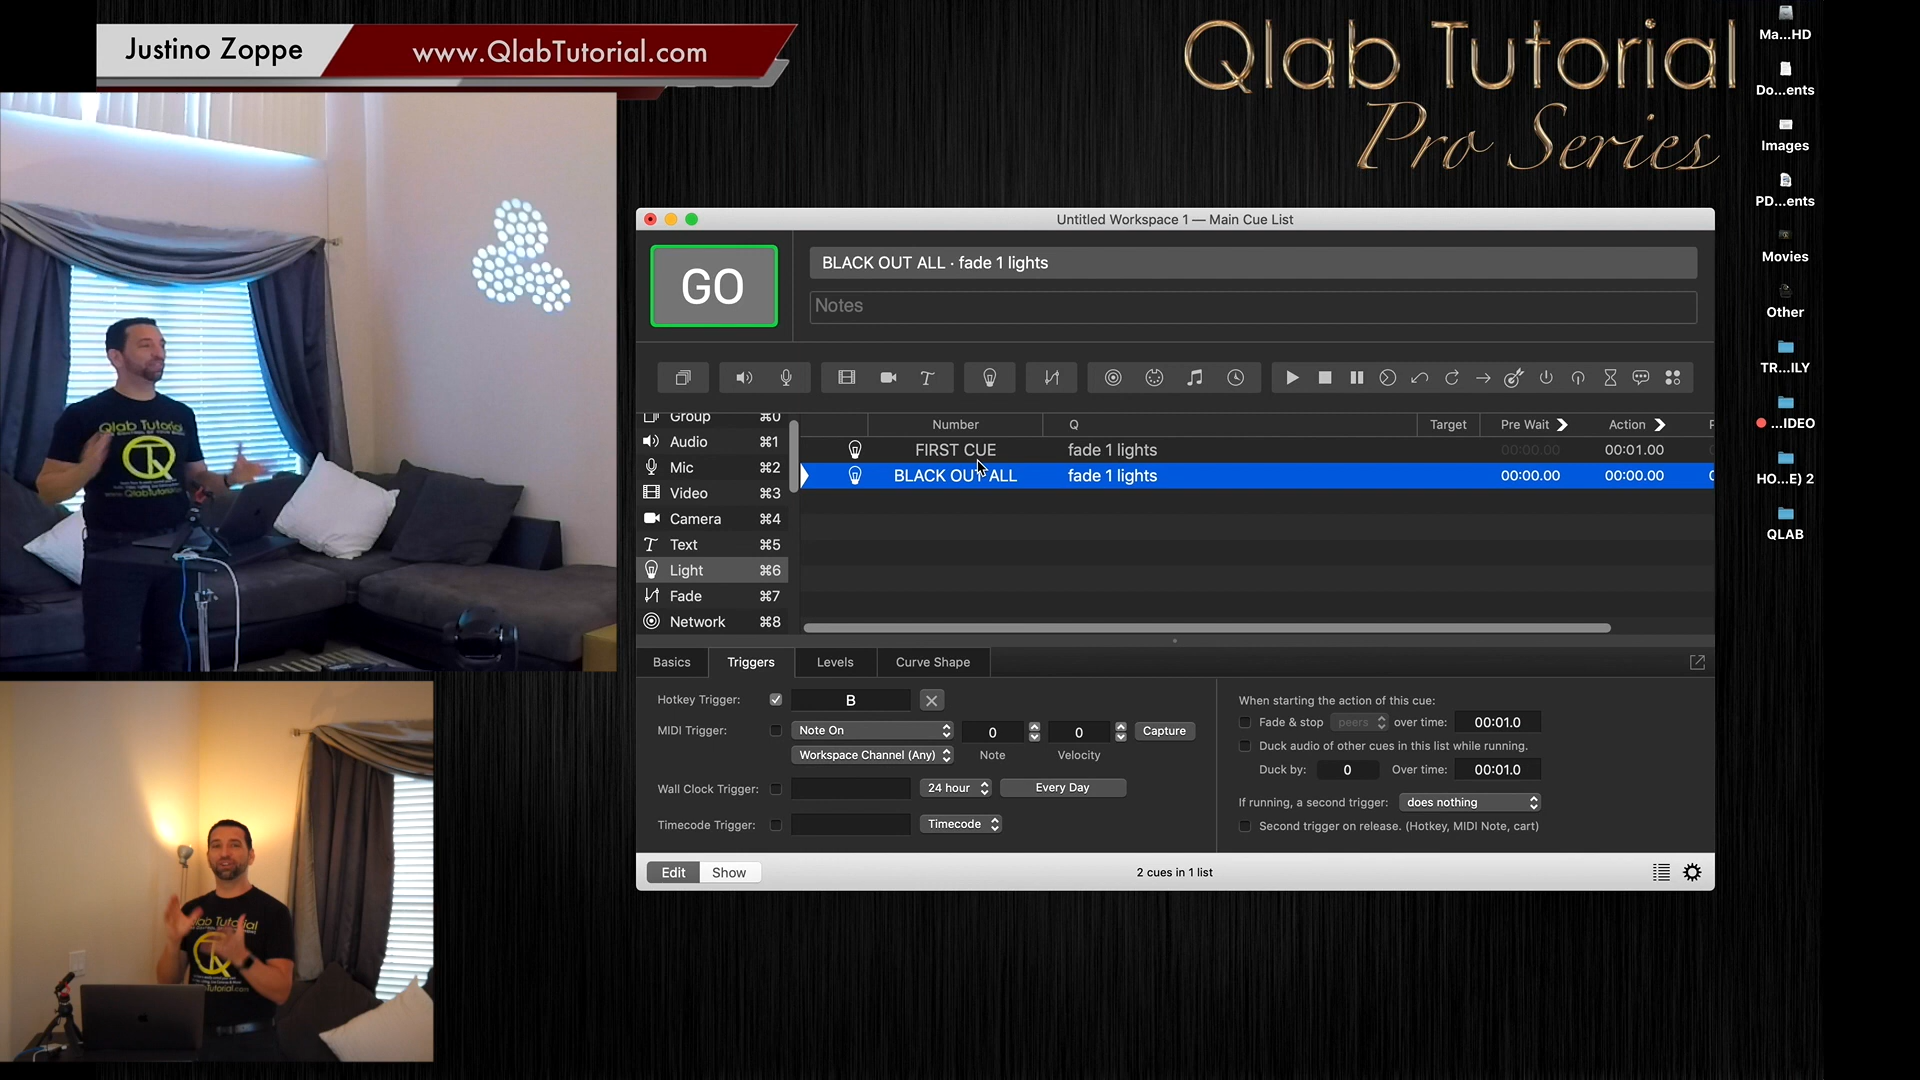 Justino Zoppe
www.QlabTutorial.com
Qlab Tutorial
Pro Series
Ma...HD
Do...ents
Images
PD...ents
Movies
Other
TR...ILY
...IDEO
HO...E) 2
QLAB
Qlab Tutorial
Untitled Workspace 1 — Main Cue List
GO
BLACK OUT ALL · fade 1 lights
Notes
Number Q Target Pre Wait Action
FIRST CUE fade 1 lights 00:00.00 00:01.00
BLACK OUT ALL fade 1 lights 00:00.00 00:00.00
Group ⌘0
Audio ⌘1
Mic ⌘2
Video ⌘3
Camera ⌘4
Text ⌘5
Light ⌘6
Fade ⌘7
Network ⌘8
Basics Triggers Levels Curve Shape
Hotkey Trigger: B
MIDI Trigger: Note On 0 0 Capture
Workspace Channel (Any) Note Velocity
Wall Clock Trigger: 24 hour Every Day
Timecode Trigger: Timecode
When starting the action of this cue:
Fade & stop peers over time: 00:01.0
Duck audio of other cues in this list while running.
Duck by: 0 Over time: 00:01.0
If running, a second trigger: does nothing
Second trigger on release. (Hotkey, MIDI Note, cart)
Edit Show 2 cues in 1 list